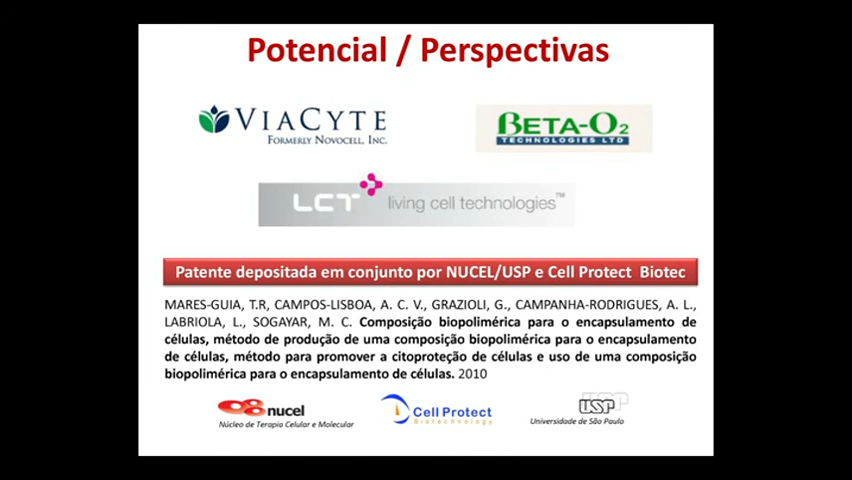 Potencial / Perspectivas
VIACYTE
FORMERLY NOVOCELL, INC.
BETA-O2
TECHNOLOGIES LTD
LCT living cell technologies™
Patente depositada em conjunto por NUCEL/USP e Cell Protect Biotec
MARES-GUIA, T.R, CAMPOS-LISBOA, A. C. V., GRAZIOLI, G., CAMPANHA-RODRIGUES, A. L.,
LABRIOLA, L., SOGAYAR, M. C. Composição biopolimérica para o encapsulamento de
células, método de produção de uma composição biopolimérica para o encapsulamento
de células, método para promover a citoproteção de células e uso de uma composição
biopolimérica para o encapsulamento de células. 2010
nucel
Núcleo de Terapia Celular e Molecular
Cell Protect
Biotechnology
USP
Universidade de São Paulo